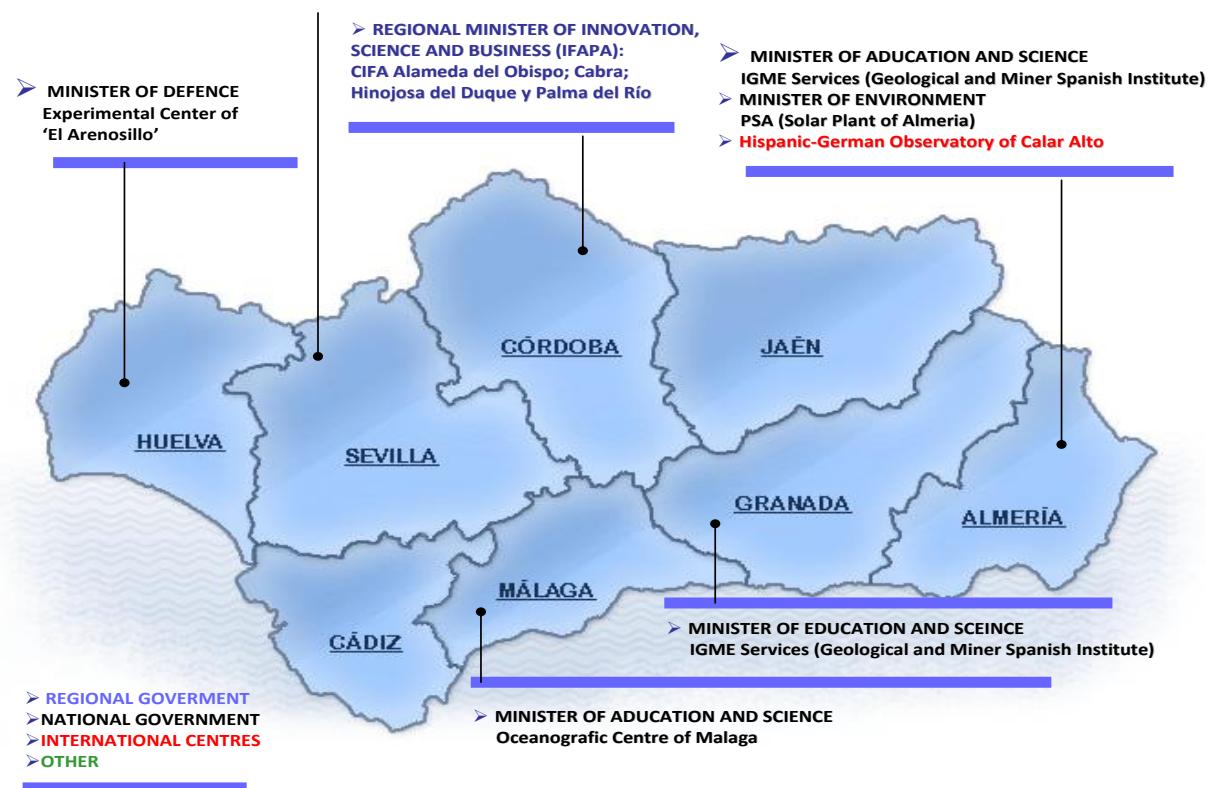 ➢ MINISTER OF DEFENCE
Experimental Center of
‘El Arenosillo’
➢ REGIONAL MINISTER OF INNOVATION,
SCIENCE AND BUSINESS (IFAPA):
CIFA Alameda del Obispo; Cabra;
Hinojosa del Duque y Palma del Río
➢ MINISTER OF ADUCATION AND SCIENCE
IGME Services (Geological and Miner Spanish Institute)
➢ MINISTER OF ENVIRONMENT
PSA (Solar Plant of Almeria)
➢ Hispanic-German Observatory of Calar Alto
CÓRDOBA
JAÉN
HUELVA
SEVILLA
GRANADA
ALMERÍA
MÁLAGA
CÁDIZ
➢ MINISTER OF EDUCATION AND SCEINCE
IGME Services (Geological and Miner Spanish Institute)
➢ MINISTER OF ADUCATION AND SCIENCE
Oceanografic Centre of Malaga
➢ REGIONAL GOVERMENT
➢NATIONAL GOVERNMENT
➢INTERNATIONAL CENTRES
➢OTHER